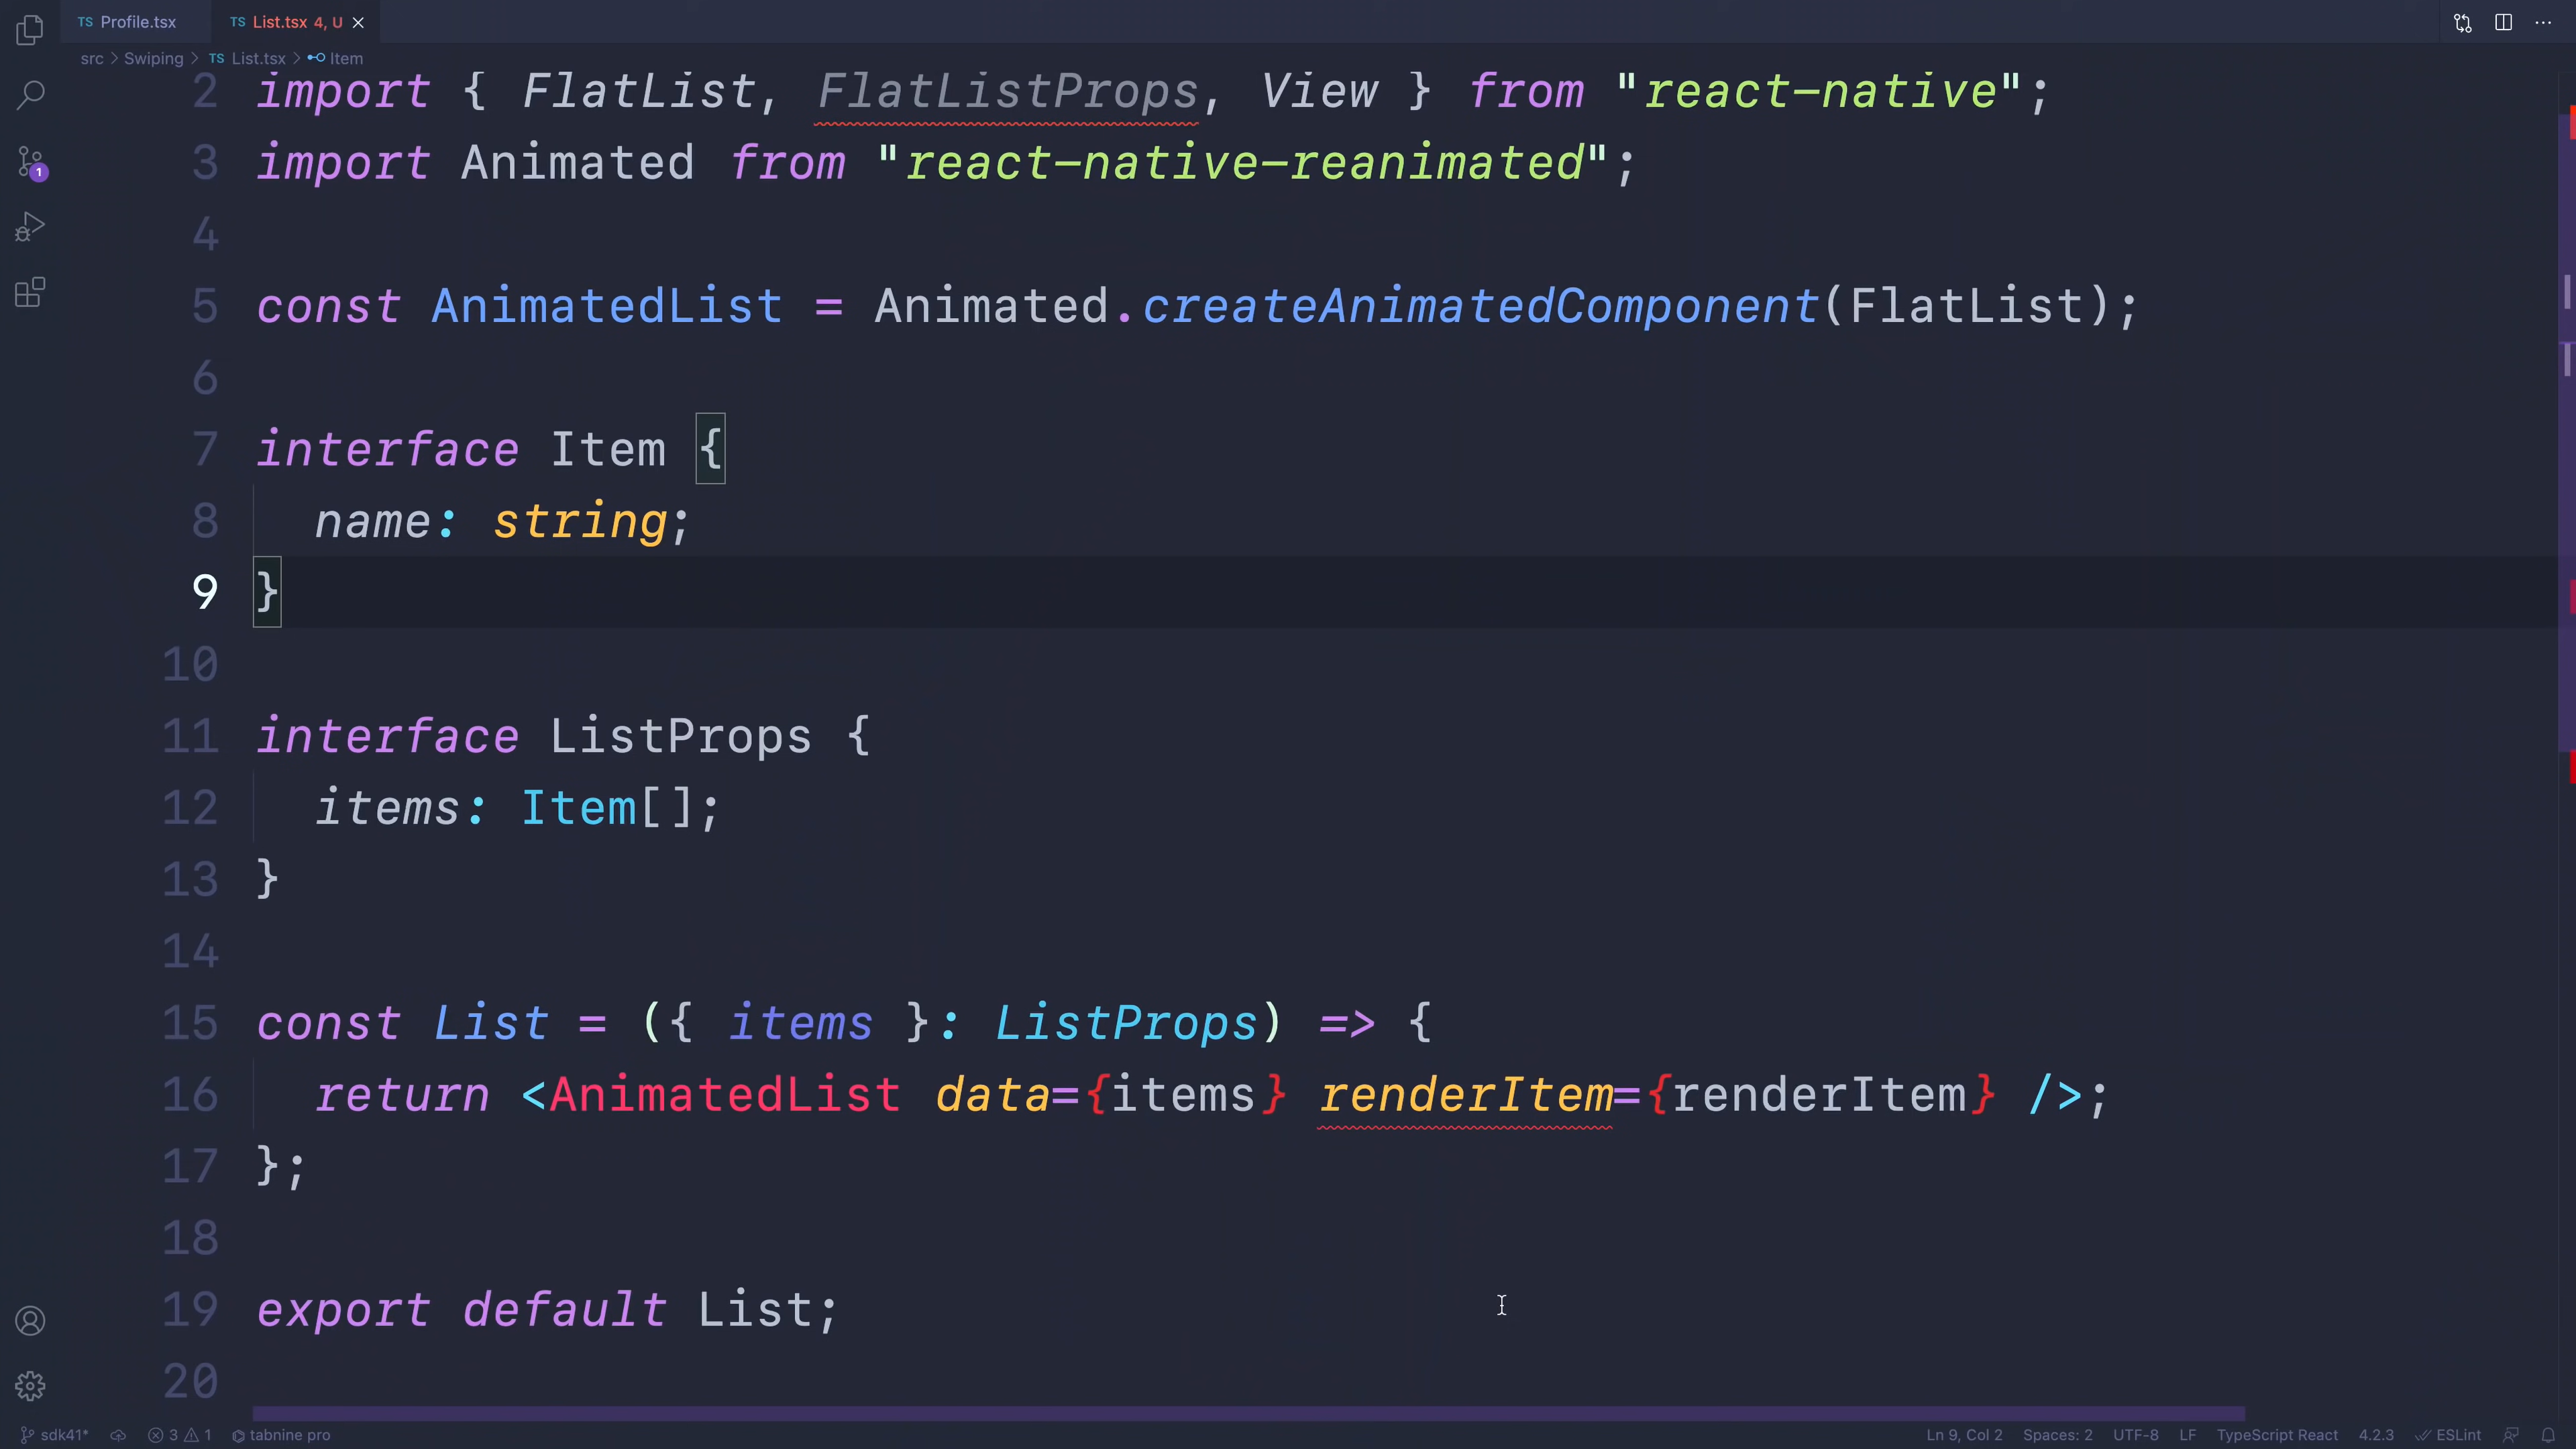 TS Profile.tsx TS List.tsx 4, U
src > Swiping > TS List.tsx > Item
2 import { FlatList, FlatListProps, View } from "react-native";
3 import Animated from "react-native-reanimated";
4
5 const AnimatedList = Animated.createAnimatedComponent(FlatList);
6
7 interface Item {
8 name: string;
9 }
10
11 interface ListProps {
12 items: Item[];
13 }
14
15 const List = ({ items }: ListProps) => {
16 return <AnimatedList data={items} renderItem={renderItem} />;
17 };
18
19 export default List;
20
1
sdk41* 3 1 tabnine pro Ln 9, Col 2 Spaces: 2 UTF-8 LF TypeScript React 4.2.3 ESLint